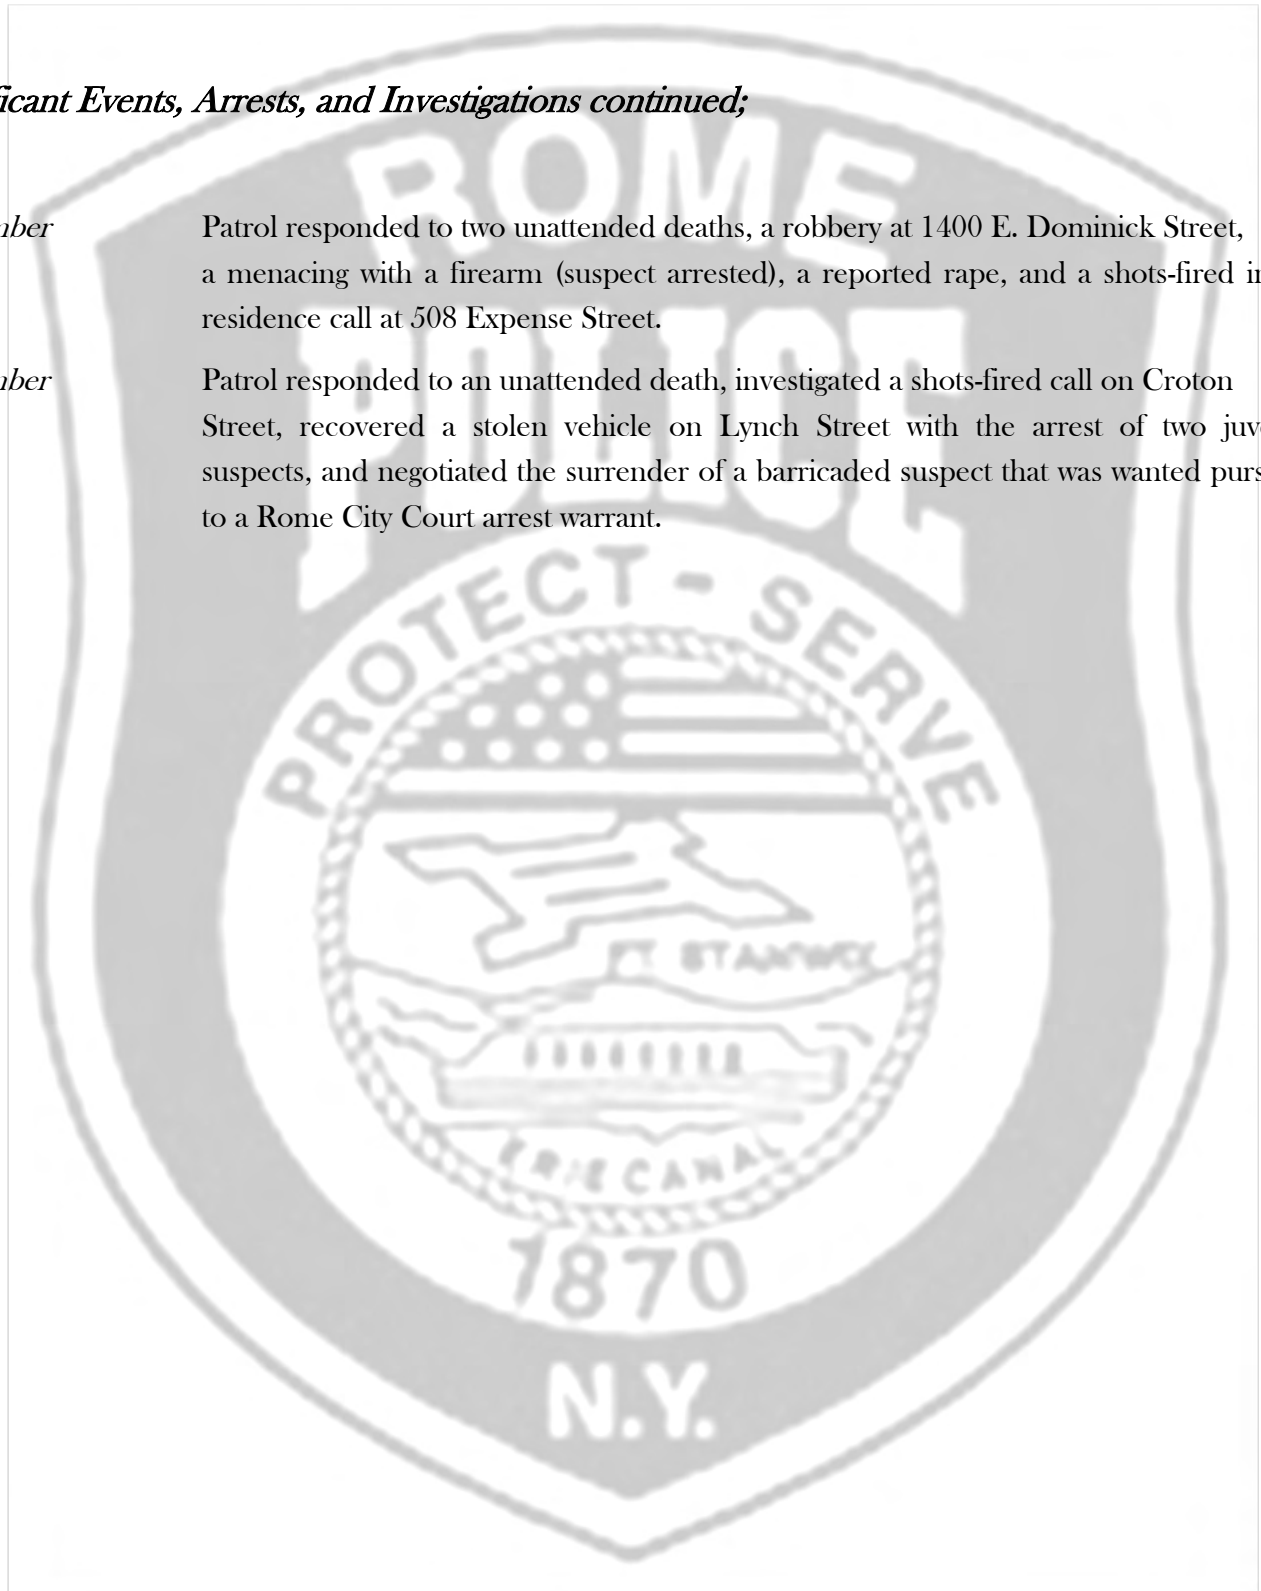 ficant Events, Arrests, and Investigations continued;
mber Patrol responded to two unattended deaths, a robbery at 1400 E. Dominick Street,
a menacing with a firearm (suspect arrested), a reported rape, and a shots-fired in
residence call at 508 Expense Street.
mber Patrol responded to an unattended death, investigated a shots-fired call on Croton
Street, recovered a stolen vehicle on Lynch Street with the arrest of two juv
suspects, and negotiated the surrender of a barricaded suspect that was wanted purs
to a Rome City Court arrest warrant.
ROME
POLICE
PROTECT - SERVE
FT STANWIX
ERIE CANAL
1870
N.Y.